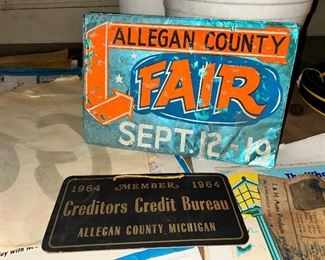 ALLEGAN COUNTY
FAIR
SEPT. 12-19
1964 MEMBER 1964
Creditors Credit Bureau
ALLEGAN COUNTY, MICHIGAN